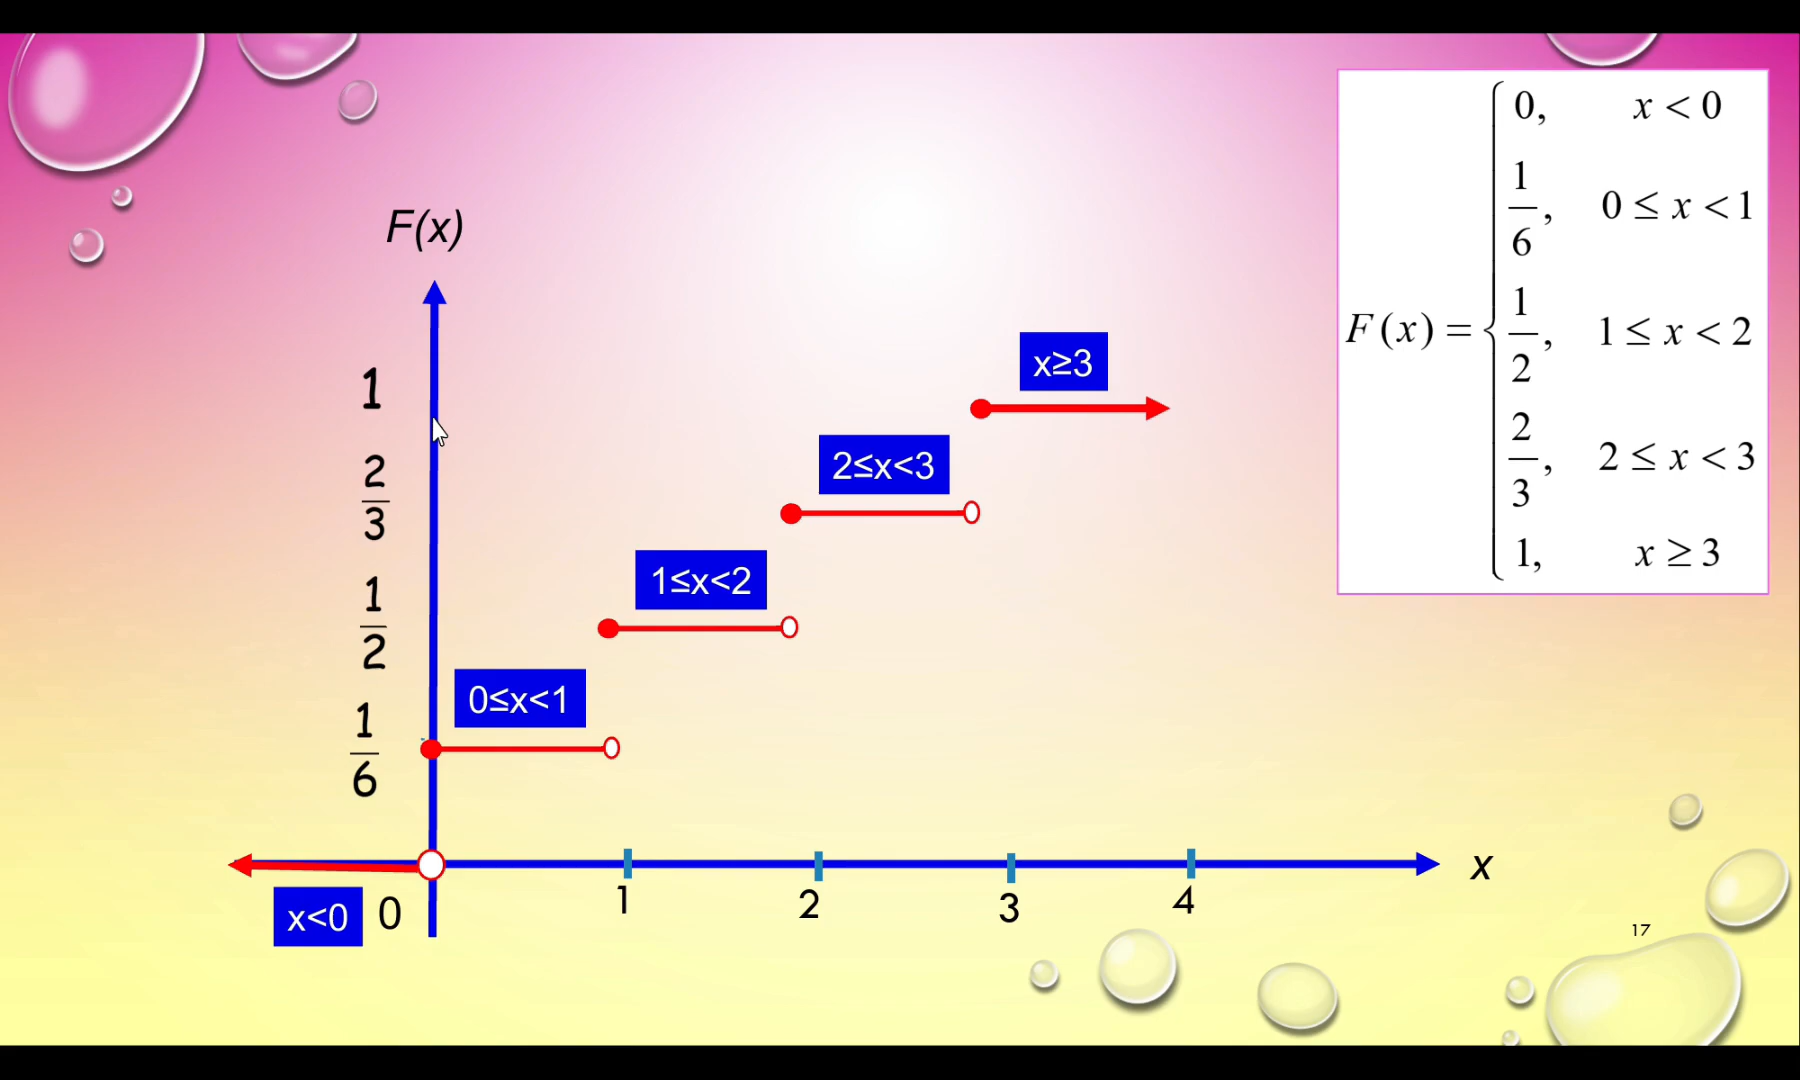 F(x)
1
2/3
1/2
1/6
x≥3
2≤x<3
1≤x<2
0≤x<1
x<0
0
1 2 3 4
x
F(x) = {
0, x < 0
1/6, 0 ≤ x < 1
1/2, 1 ≤ x < 2
2/3, 2 ≤ x < 3
1, x ≥ 3
17